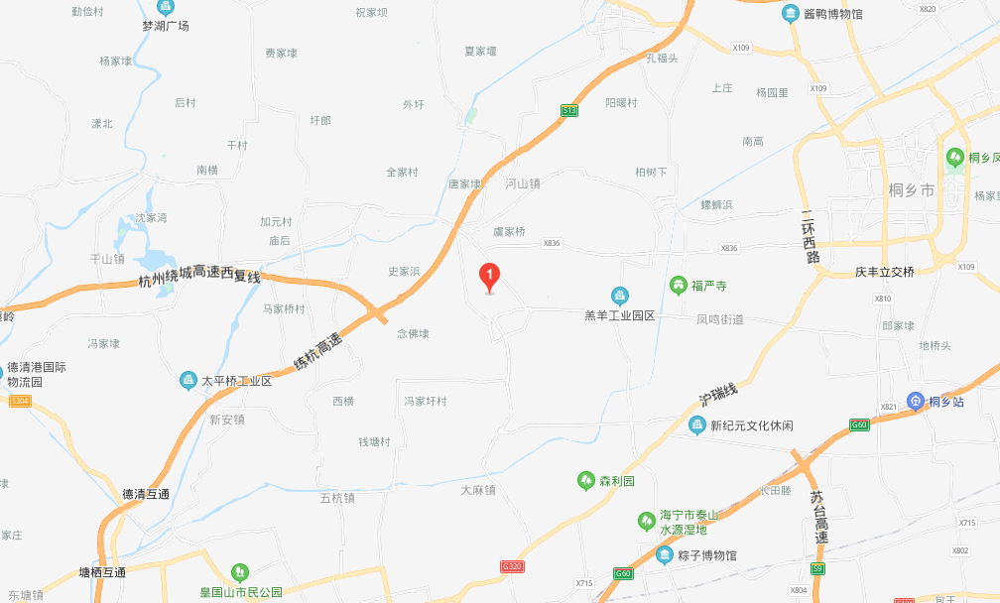 勤俭村
梦湖广场
祝家坝
酱鸭博物馆
X820
杨家埭
费家埭
夏家堰
X109
孔福头
后村
外圩
阳暖村
上庄
杨园里
X109
S13
漾北
圩郎
干村
南高
桐乡凤
南横
全家村
唐家埭
河山镇
柏树下
桐乡市
杨家里
沈家湾
加元村
庙后
虞家桥
X836
X836
螺蛳浜
二环西路
千山镇
杭州绕城高速西复线
史家浜
1
福严寺
庆丰立交桥
X109
马家桥村
羔羊工业园区
凤鸣街道
X810
岭
冯家埭
念佛埭
练杭高速
邱家埭
地桥头
德清港国际
物流园
S304
太平桥工业区
西横
冯家圩村
沪瑞线
X821
桐乡站
新安镇
新纪元文化休闲
G60
钱塘村
德清互通
五杭镇
大麻镇
森利园
长田塍
苏台高速
海宁市泰山
水源湿地
X715
家庄
塘栖互通
G320
粽子博物馆
X802
G60
S9
皇国山市民公园
X715
X804
东塘镇
包王